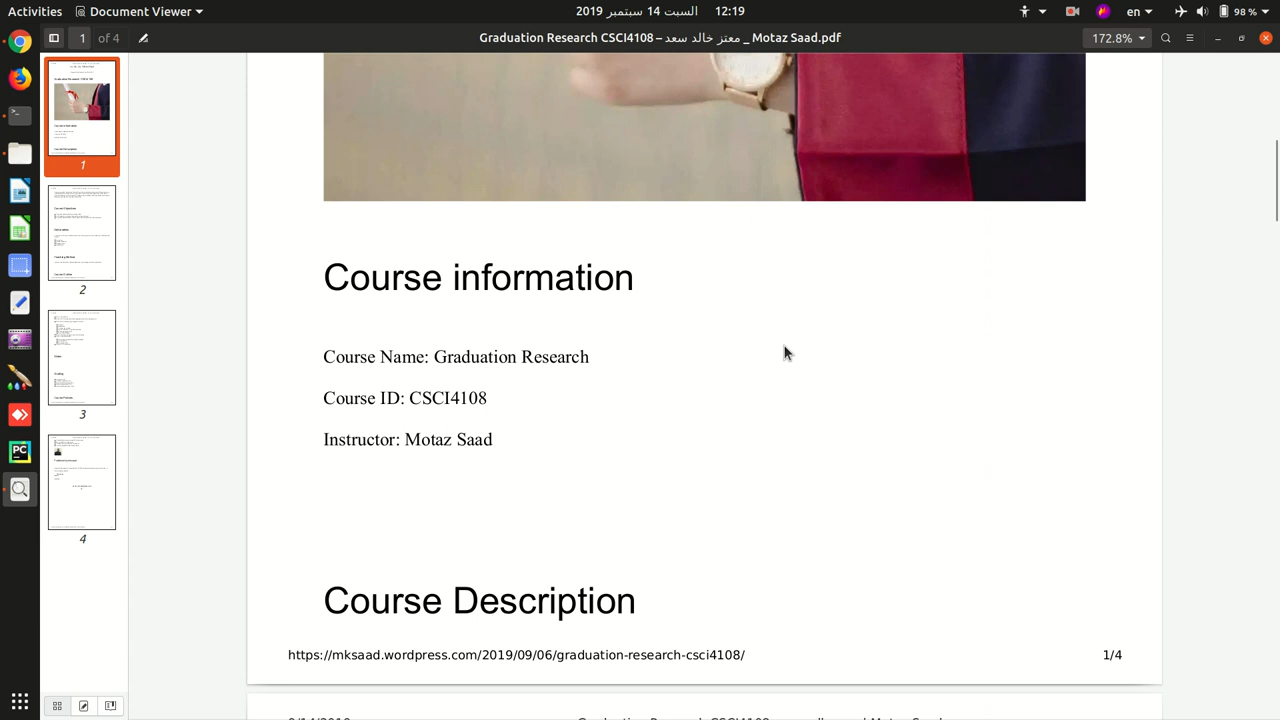 Activities Document Viewer السبت 14 سبتمبر 2019 12:19 en 98 %
1 of 4 Graduation Research CSCI4108 – معتز خالد سعد _ Motaz Saad.pdf 172.8%
Course information
Course Name: Graduation Research
Course ID: CSCI4108
Instructor: Motaz Saad
Course Description
https://mksaad.wordpress.com/2019/09/06/graduation-research-csci4108/ 1/4
1
2
3
4